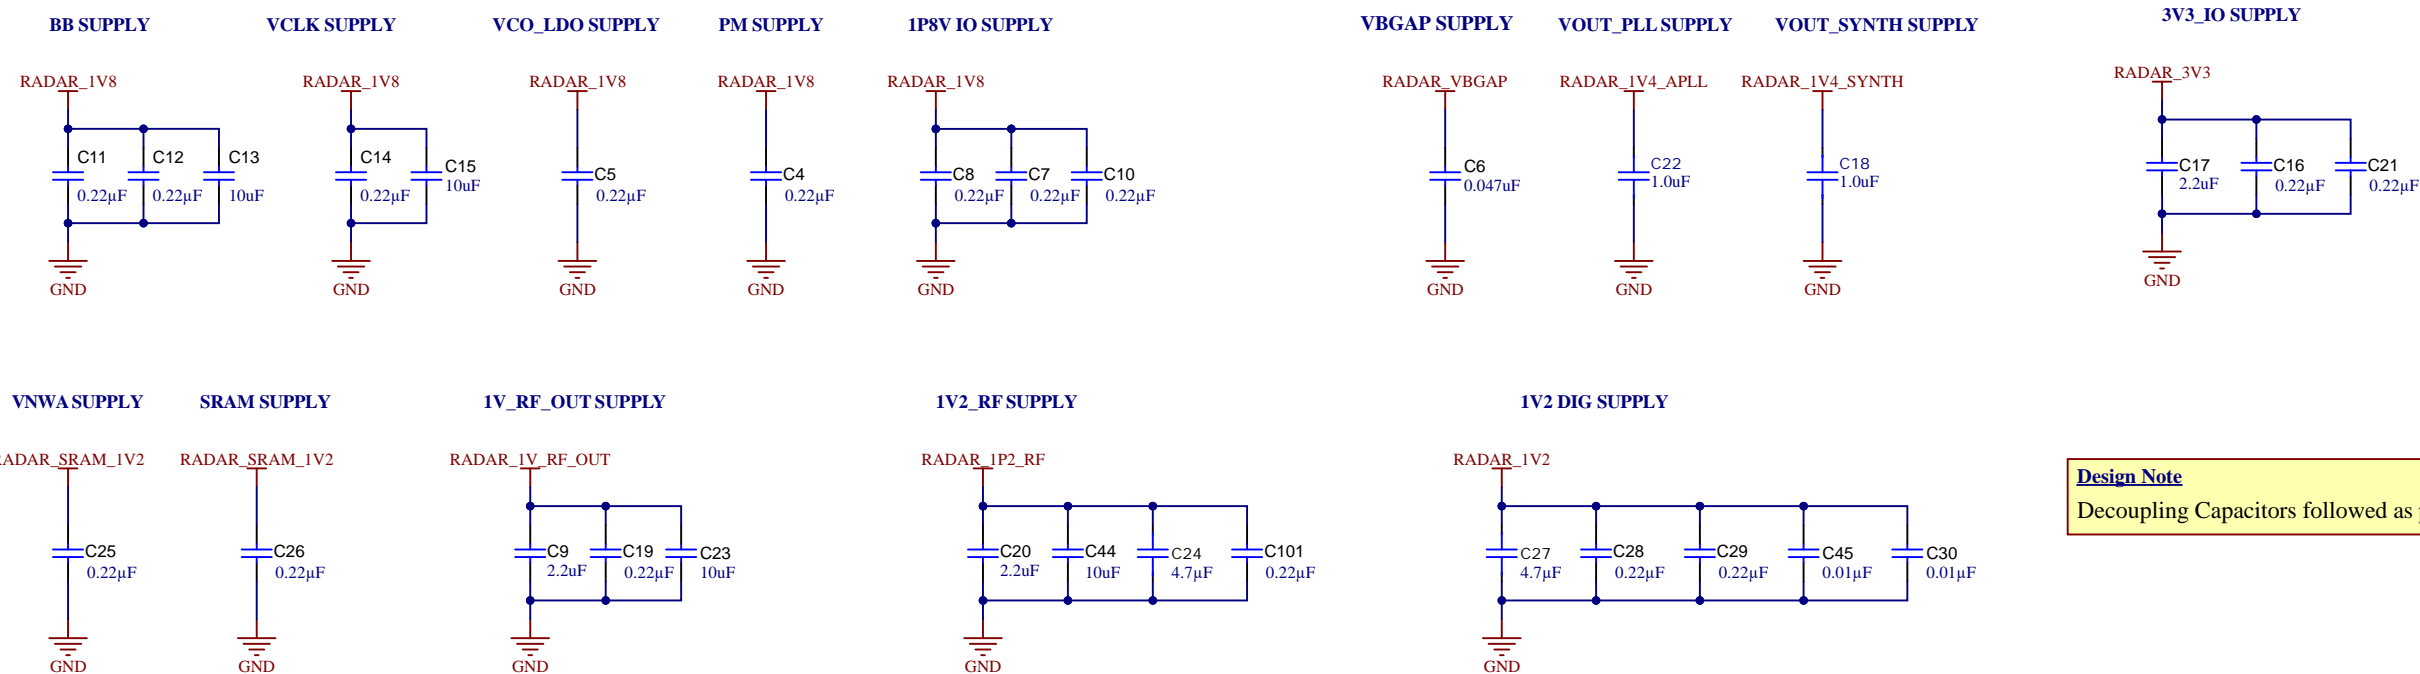 BB SUPPLY
VCLK SUPPLY
VCO_LDO SUPPLY
PM SUPPLY
1P8V IO SUPPLY
VBGAP SUPPLY
VOUT_PLL SUPPLY
VOUT_SYNTH SUPPLY
3V3_IO SUPPLY
RADAR_1V8
RADAR_1V8
RADAR_1V8
RADAR_1V8
RADAR_1V8
RADAR_VBGAP
RADAR_1V4_APLL
RADAR_1V4_SYNTH
RADAR_3V3
C11
0.22µF
C12
0.22µF
C13
10uF
C14
0.22µF
C15
10uF
C5
0.22µF
C4
0.22µF
C8
0.22µF
C7
0.22µF
C10
0.22µF
C6
0.047uF
C22
1.0uF
C18
1.0uF
C17
2.2uF
C16
0.22µF
C21
0.22µF
GND
GND
GND
GND
GND
GND
GND
GND
GND
VNWA SUPPLY
SRAM SUPPLY
1V_RF_OUT SUPPLY
1V2_RF SUPPLY
1V2 DIG SUPPLY
ADAR_SRAM_1V2
RADAR_SRAM_1V2
RADAR_1V_RF_OUT
RADAR_1P2_RF
RADAR_1V2
C25
0.22µF
C26
0.22µF
C9
2.2uF
C19
0.22µF
C23
10uF
C20
2.2uF
C44
10uF
C24
4.7µF
C101
0.22µF
C27
4.7µF
C28
0.22µF
C29
0.22µF
C45
0.01µF
C30
0.01µF
GND
GND
GND
GND
GND
Design Note
Decoupling Capacitors followed as